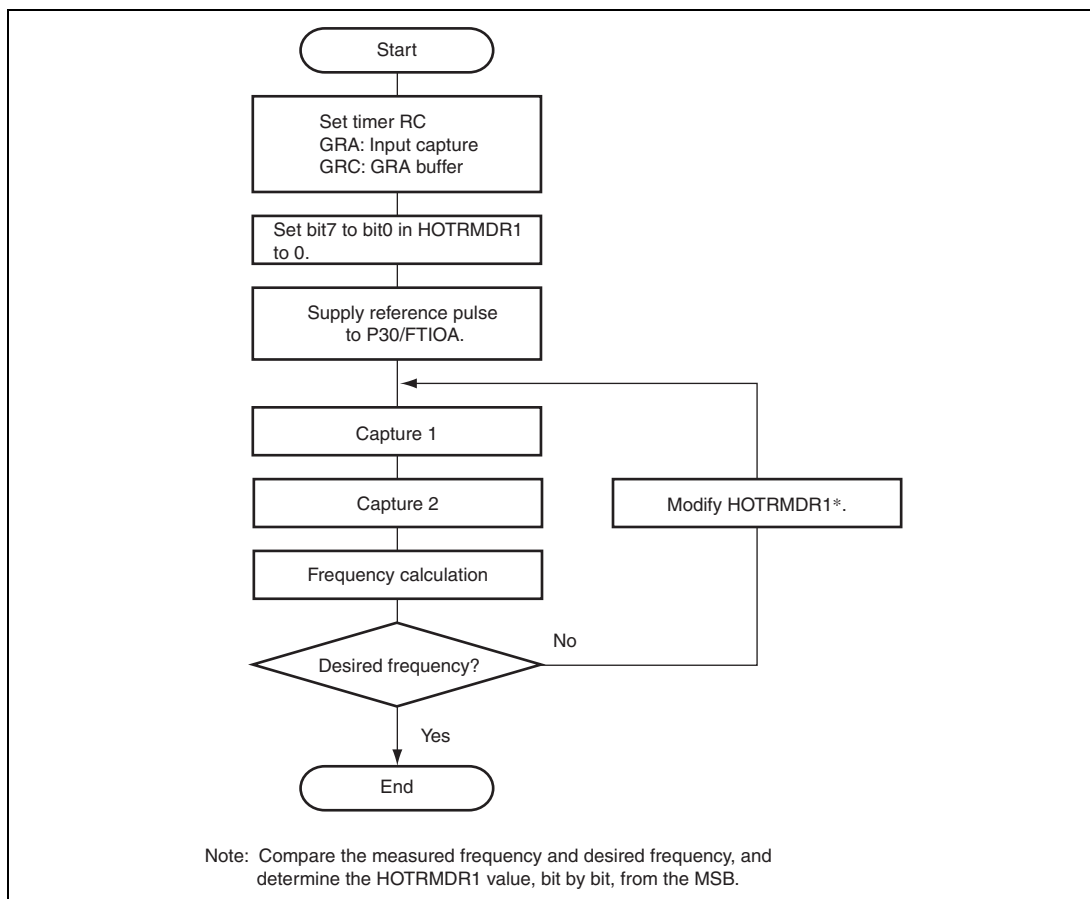 Start
Set timer RC
GRA: Input capture
GRC: GRA buffer
Set bit7 to bit0 in HOTRMDR1
to 0.
Supply reference pulse
to P30/FTIOA.
Capture 1
Capture 2
Modify HOTRMDR1*.
Frequency calculation
No
Desired frequency?
Yes
End
Note: Compare the measured frequency and desired frequency, and
determine the HOTRMDR1 value, bit by bit, from the MSB.